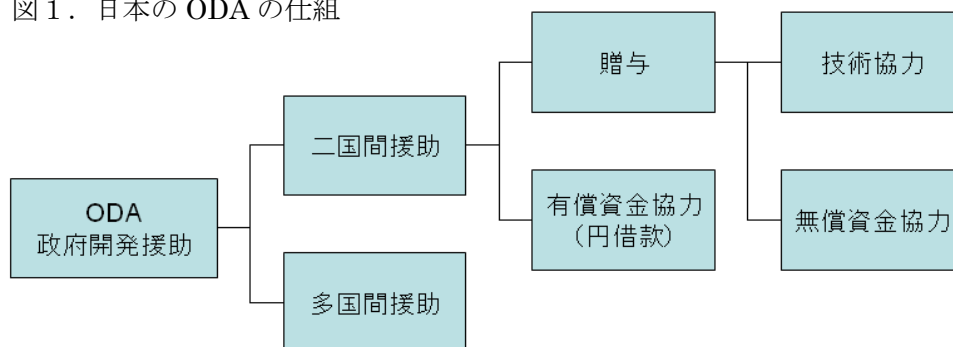 図１．日本の ODA の仕組
贈与
技術協力
二国間援助
ODA
政府開発援助
有償資金協力
（円借款）
無償資金協力
多国間援助